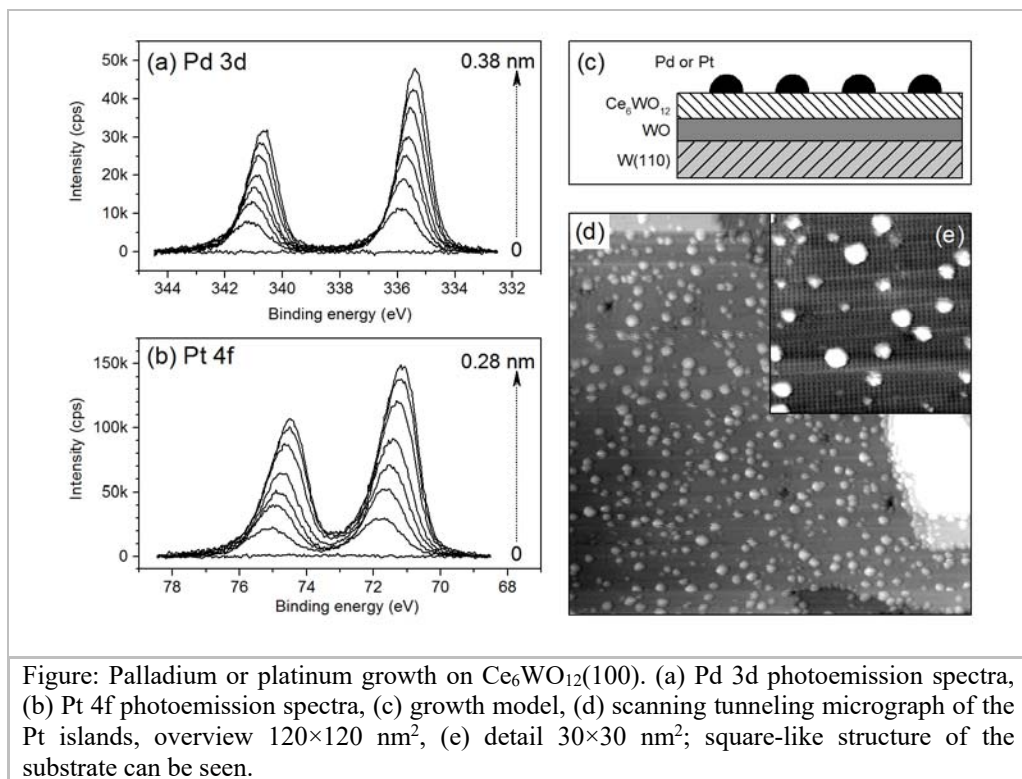 (a) Pd 3d
0.38 nm
0
50k
40k
30k
20k
10k
0
Intensity (cps)
344 342 340 338 336 334 332
Binding energy (eV)
(b) Pt 4f
0.28 nm
0
150k
100k
50k
0
Intensity (cps)
78 76 74 72 70 68
Binding energy (eV)
(c)
Pd or Pt
Ce₆WO₁₂
WO
W(110)
(d)
(e)
Figure: Palladium or platinum growth on Ce₆WO₁₂(100). (a) Pd 3d photoemission spectra,
(b) Pt 4f photoemission spectra, (c) growth model, (d) scanning tunneling micrograph of the
Pt islands, overview 120×120 nm², (e) detail 30×30 nm²; square-like structure of the
substrate can be seen.